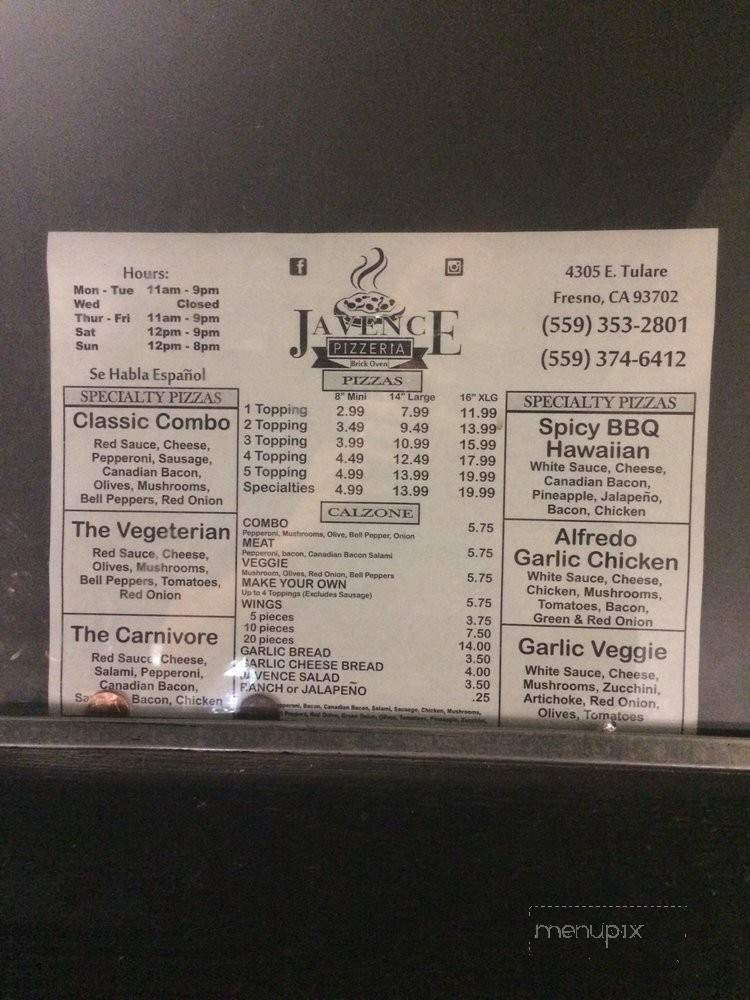 Hours:
Mon - Tue 11am - 9pm
Wed Closed
Thur - Fri 11am - 9pm
Sat 12pm - 9pm
Sun 12pm - 8pm
Se Habla Español
f
JAVENCE
PIZZERIA
Brick Oven
4305 E. Tulare
Fresno, CA 93702
(559) 353-2801
(559) 374-6412
SPECIALTY PIZZAS
Classic Combo
Red Sauce, Cheese,
Pepperoni, Sausage,
Canadian Bacon,
Olives, Mushrooms,
Bell Peppers, Red Onion
The Vegeterian
Red Sauce, Cheese,
Olives, Mushrooms,
Bell Peppers, Tomatoes,
Red Onion
The Carnivore
Red Sauce, Cheese,
Salami, Pepperoni,
Canadian Bacon,
Bacon, Chicken
PIZZAS
8" Mini 14" Large 16" XLG
1 Topping 2.99 7.99 11.99
2 Topping 3.49 9.49 13.99
3 Topping 3.99 10.99 15.99
4 Topping 4.49 12.49 17.99
5 Topping 4.99 13.99 19.99
Specialties 4.99 13.99 19.99
CALZONE
COMBO 5.75
Pepperoni, Mushrooms, Olive, Bell Pepper, Onion
MEAT 5.75
Pepperoni, bacon, Canadian Bacon Salami
VEGGIE 5.75
Mushroom, Olives, Red Onion, Bell Peppers
MAKE YOUR OWN 5.75
Up to 4 Toppings (Excludes Sausage)
WINGS
5 pieces 3.75
10 pieces 7.50
20 pieces 14.00
GARLIC BREAD 3.50
GARLIC CHEESE BREAD 4.00
JAVENCE SALAD 3.50
RANCH or JALAPEÑO .25
Bacon, Canadian Bacon, Salami, Sausage, Chicken, Mushrooms,
SPECIALTY PIZZAS
Spicy BBQ
Hawaiian
White Sauce, Cheese,
Canadian Bacon,
Pineapple, Jalapeño,
Bacon, Chicken
Alfredo
Garlic Chicken
White Sauce, Cheese,
Chicken, Mushrooms,
Tomatoes, Bacon,
Green & Red Onion
Garlic Veggie
White Sauce, Cheese,
Mushrooms, Zucchini,
Artichoke, Red Onion,
Olives, Tomatoes
menupix